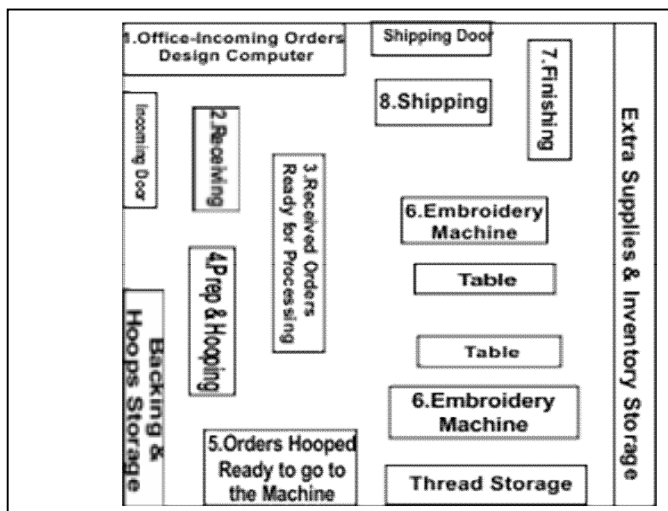 1.Office-Incoming Orders
Design Computer
Shipping Door
7.Finishing
8.Shipping
Incoming Door
2.Receiving
3.Received Orders
Ready for Processing
Extra Supplies & Inventory Storage
6.Embroidery
Machine
4.Prep & Hooping
Table
Backing &
Hoops Storage
Table
6.Embroidery
Machine
5.Orders Hooped
Ready to go to
the Machine
Thread Storage